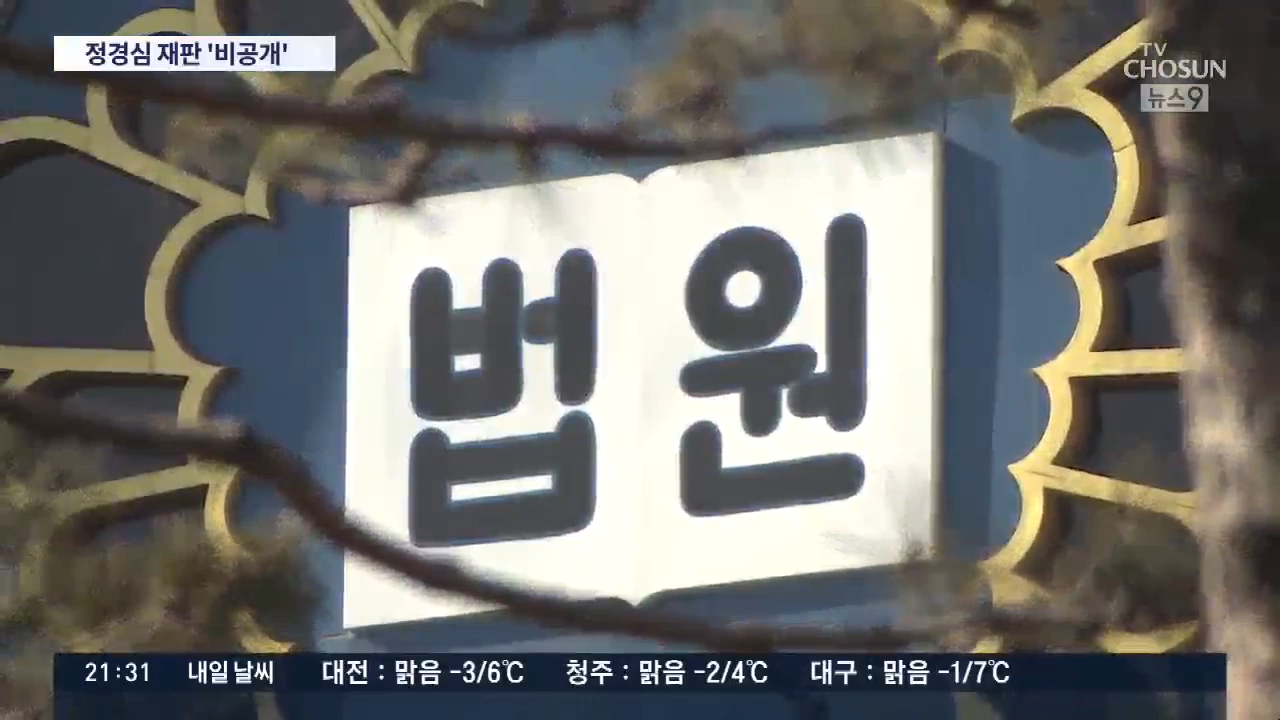 정경심 재판 '비공개'
TV
CHOSUN
뉴스9
법원
21:31 내일 날씨 대전 : 맑음 -3/6℃ 청주 : 맑음 -2/4℃ 대구 : 맑음 -1/7℃